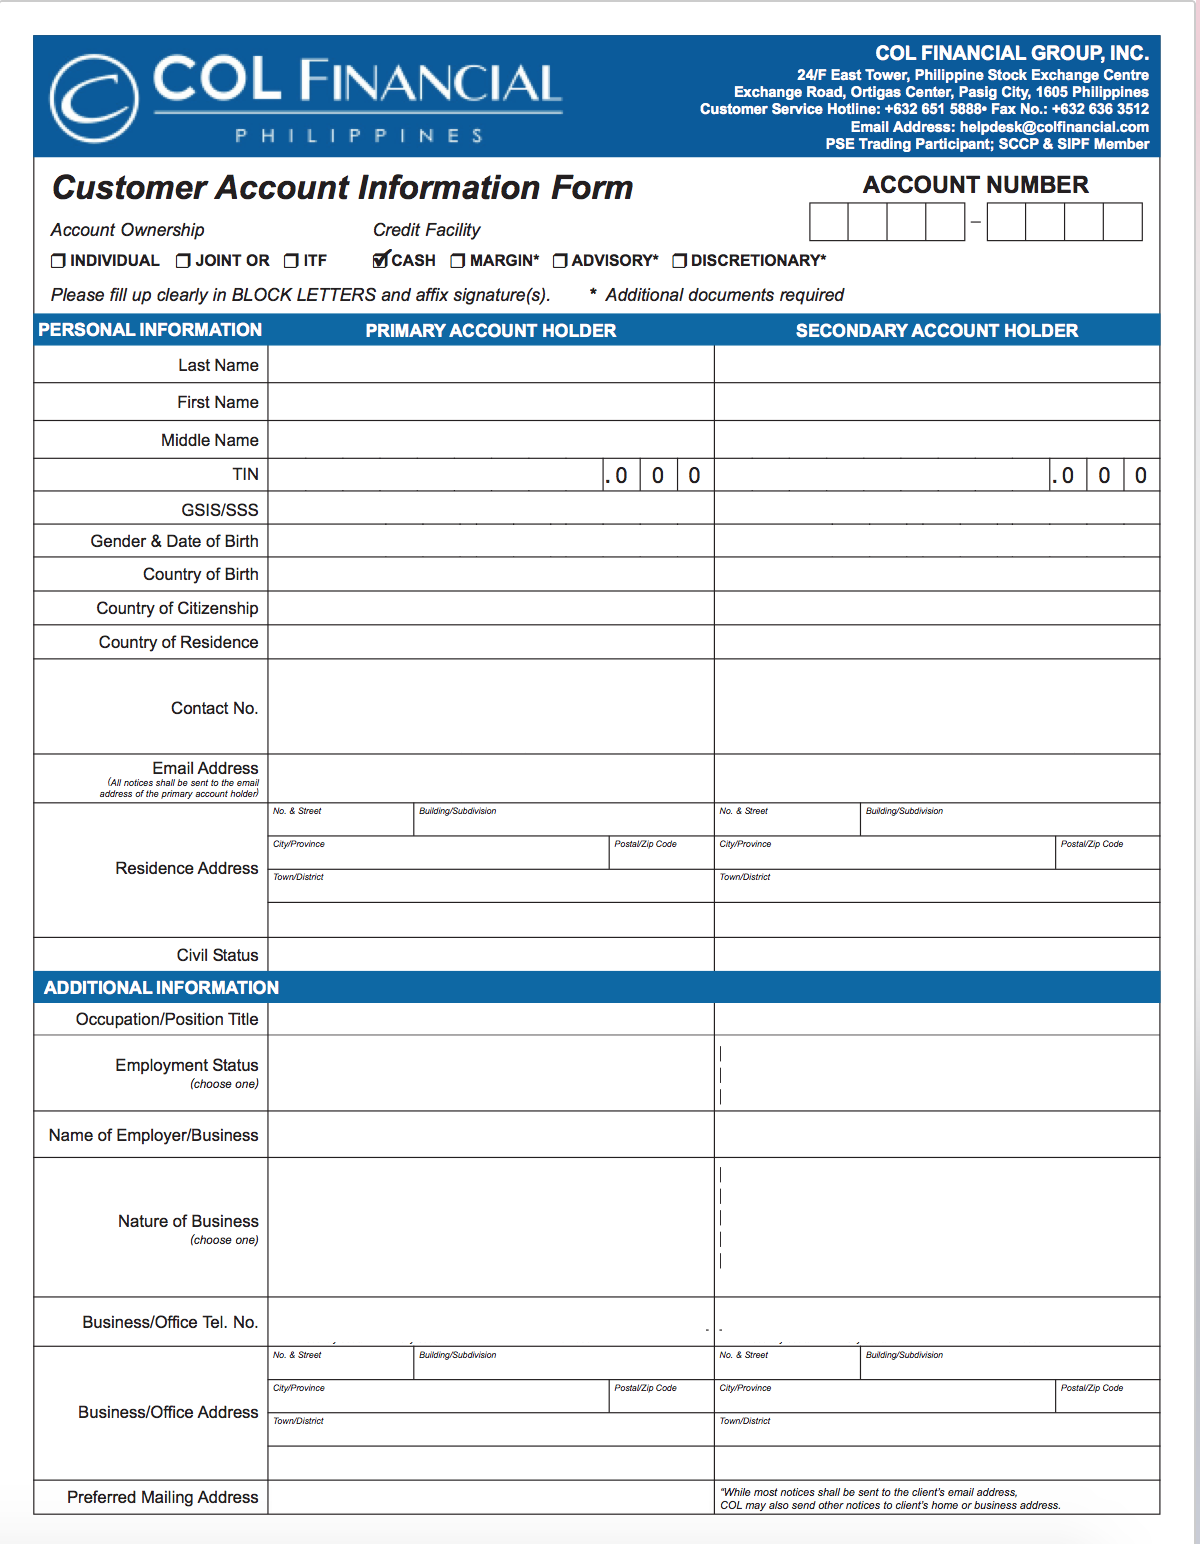 COL FINANCIAL
PHILIPPINES
COL FINANCIAL GROUP, INC.
24/F East Tower, Philippine Stock Exchange Centre
Exchange Road, Ortigas Center, Pasig City, 1605 Philippines
Customer Service Hotline: +632 651 5888• Fax No.: +632 636 3512
Email Address: helpdesk@colfinancial.com
PSE Trading Participant; SCCP & SIPF Member
Customer Account Information Form
ACCOUNT NUMBER
–
Account Ownership Credit Facility
INDIVIDUAL JOINT OR ITF CASH MARGIN* ADVISORY* DISCRETIONARY*
Please fill up clearly in BLOCK LETTERS and affix signature(s). * Additional documents required
PERSONAL INFORMATION PRIMARY ACCOUNT HOLDER SECONDARY ACCOUNT HOLDER
Last Name
First Name
Middle Name
TIN .0 0 0 .0 0 0
GSIS/SSS
Gender & Date of Birth
Country of Birth
Country of Citizenship
Country of Residence
Contact No.
Email Address
(All notices shall be sent to the email
address of the primary account holder)
Residence Address
No. & Street Building/Subdivision No. & Street Building/Subdivision
City/Province Postal/Zip Code City/Province Postal/Zip Code
Town/District Town/District
Civil Status
ADDITIONAL INFORMATION
Occupation/Position Title
Employment Status
(choose one)
Name of Employer/Business
Nature of Business
(choose one)
Business/Office Tel. No. - -
Business/Office Address
No. & Street Building/Subdivision No. & Street Building/Subdivision
City/Province Postal/Zip Code City/Province Postal/Zip Code
Town/District Town/District
Preferred Mailing Address
*While most notices shall be sent to the client's email address,
COL may also send other notices to client's home or business address.